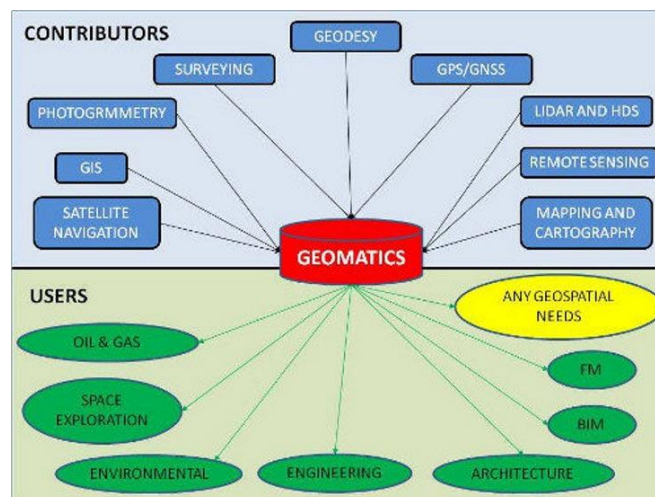 CONTRIBUTORS
GEODESY
SURVEYING
GPS/GNSS
PHOTOGRMMETRY
LIDAR AND HDS
GIS
REMOTE SENSING
SATELLITE
NAVIGATION
MAPPING AND
CARTOGRAPHY
GEOMATICS
USERS
ANY GEOSPATIAL
NEEDS
OIL & GAS
FM
SPACE
EXPLORATION
BIM
ENVIRONMENTAL
ENGINEERING
ARCHITECTURE